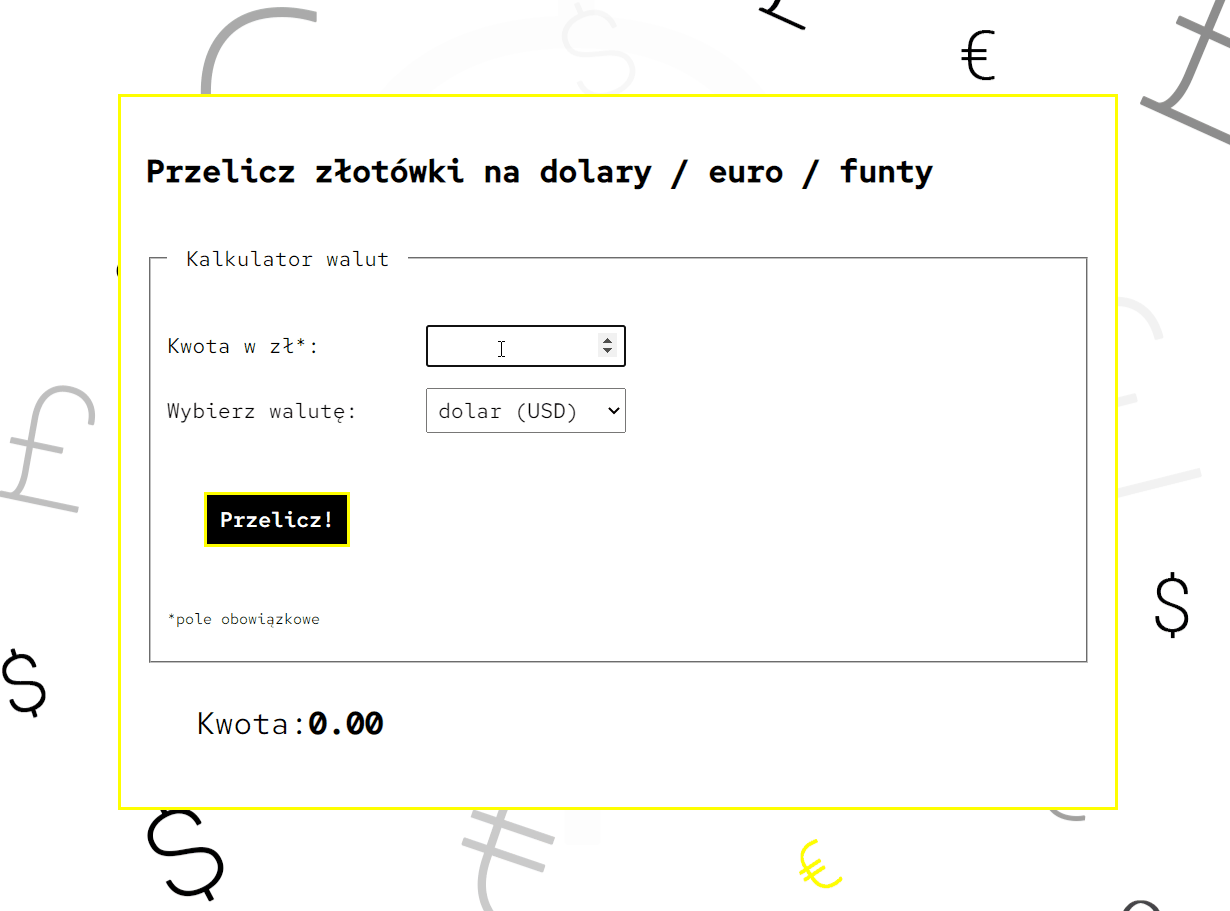 Przelicz złotówki na dolary / euro / funty
Kalkulator walut
Kwota w zł*:
Wybierz walutę: dolar (USD)
Przelicz!
*pole obowiązkowe
Kwota:0.00